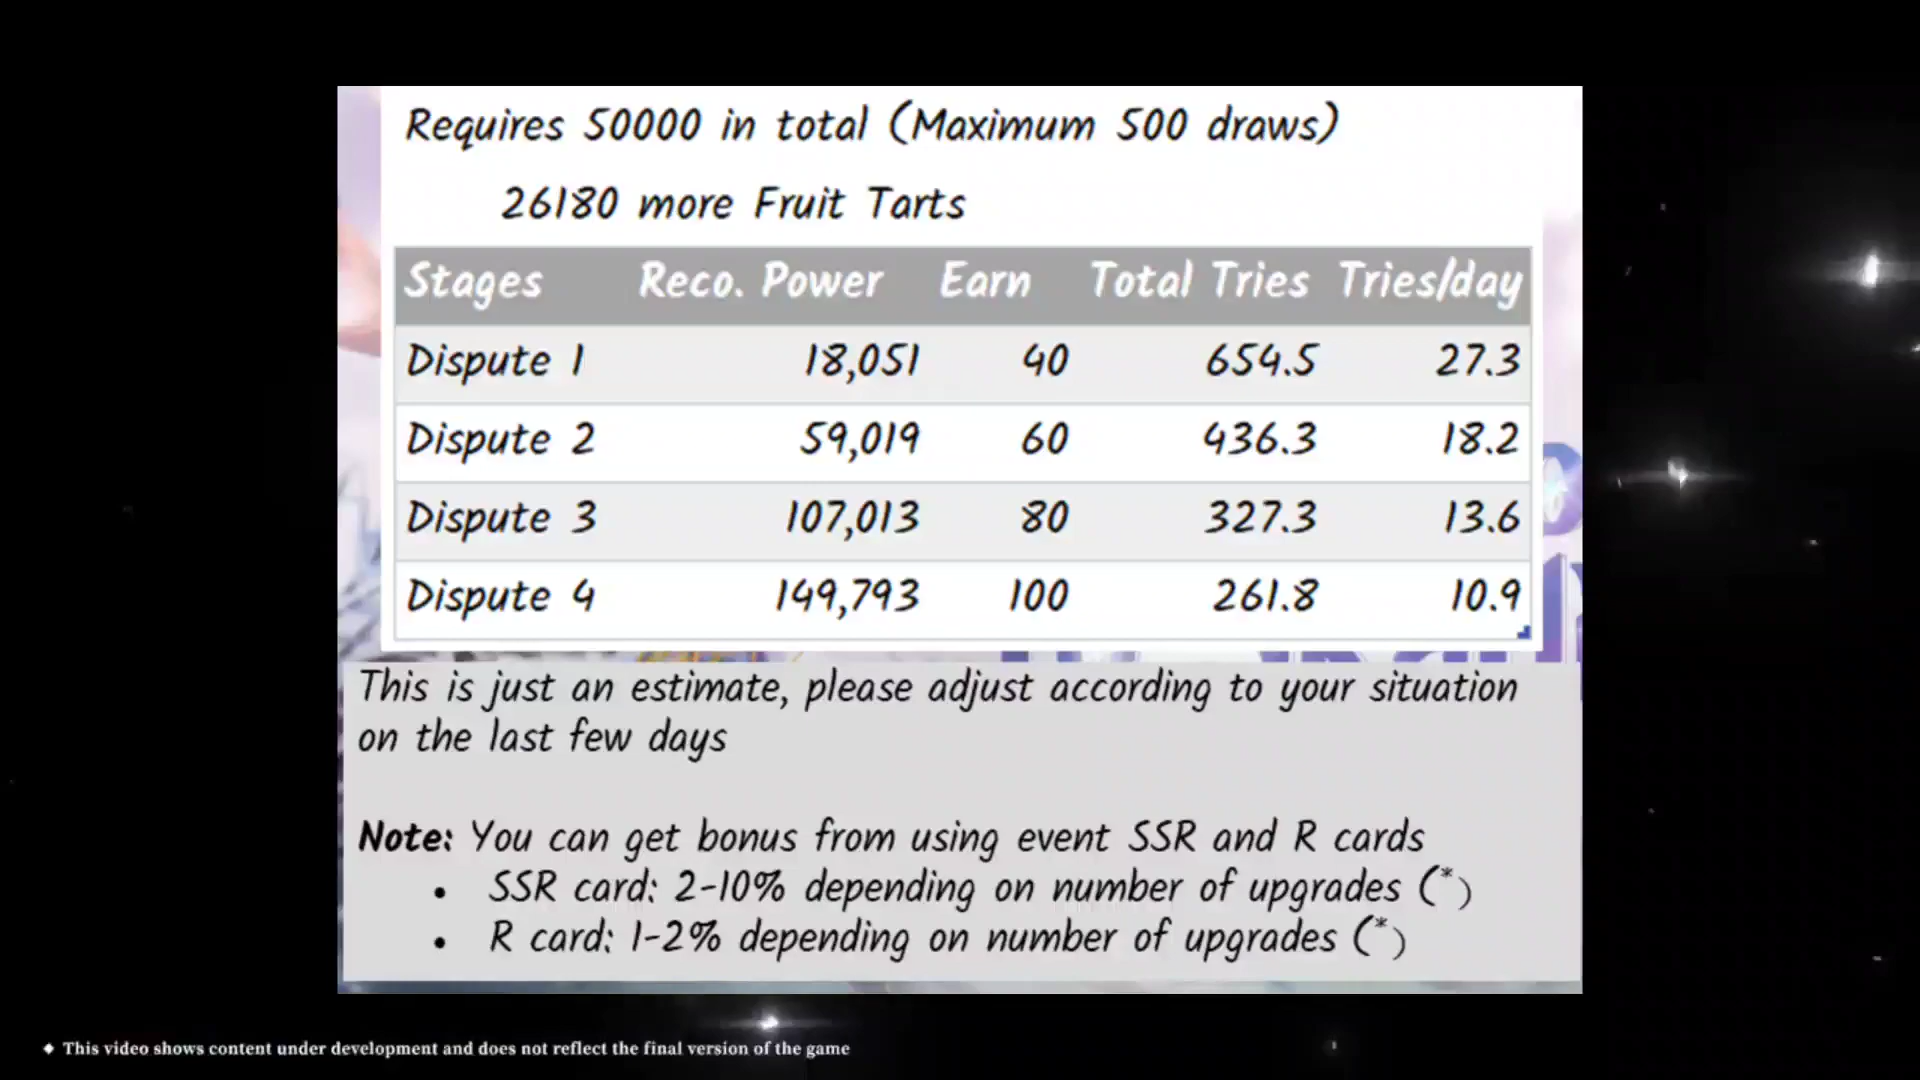 Requires 50000 in total (Maximum 500 draws)
26180 more Fruit Tarts
Stages Reco. Power Earn Total Tries Tries/day
Dispute 1 18,051 40 654.5 27.3
Dispute 2 59,019 60 436.3 18.2
Dispute 3 107,013 80 327.3 13.6
Dispute 4 149,793 100 261.8 10.9
This is just an estimate, please adjust according to your situation
on the last few days
Note: You can get bonus from using event SSR and R cards
• SSR card: 2-10% depending on number of upgrades (*)
• R card: 1-2% depending on number of upgrades (*)
◆ This video shows content under development and does not reflect the final version of the game